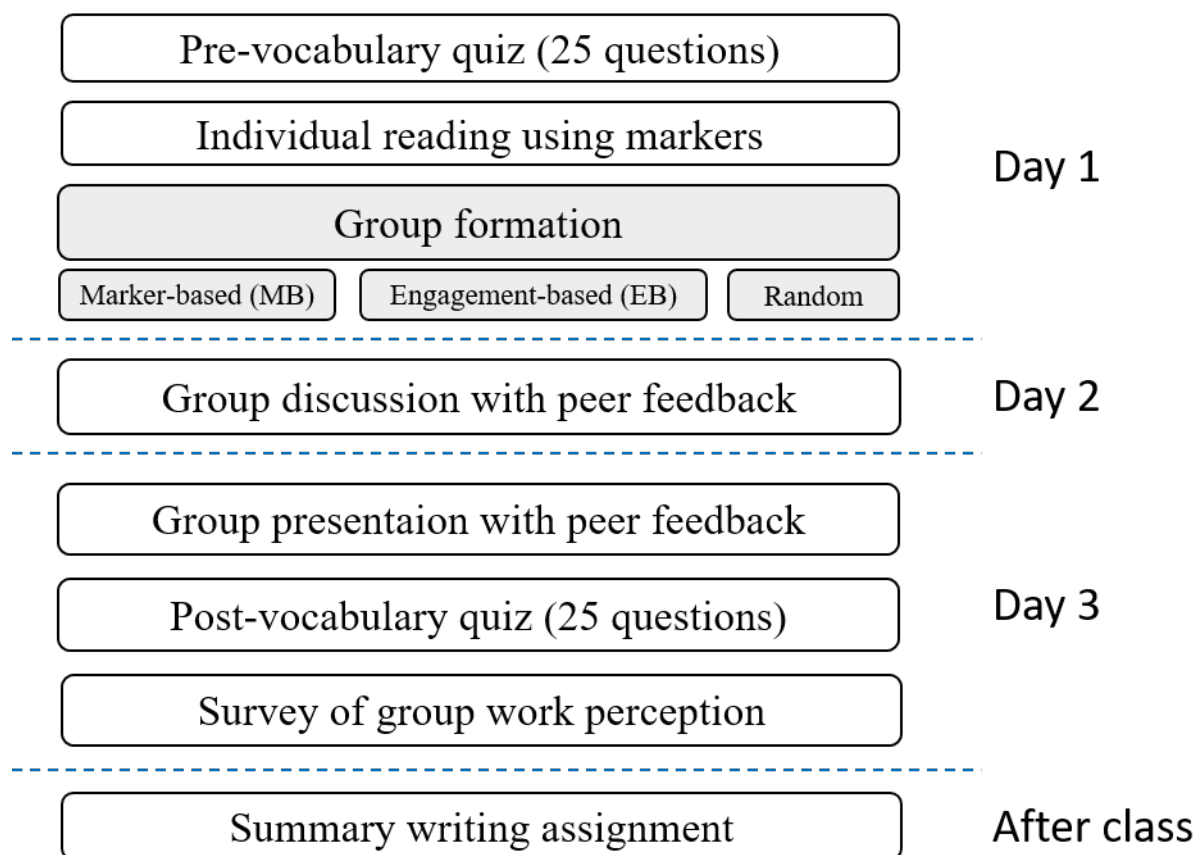 Pre-vocabulary quiz (25 questions)
Individual reading using markers
Day 1
Group formation
Marker-based (MB)
Engagement-based (EB)
Random
Group discussion with peer feedback
Day 2
Group presentaion with peer feedback
Post-vocabulary quiz (25 questions)
Day 3
Survey of group work perception
Summary writing assignment
After class